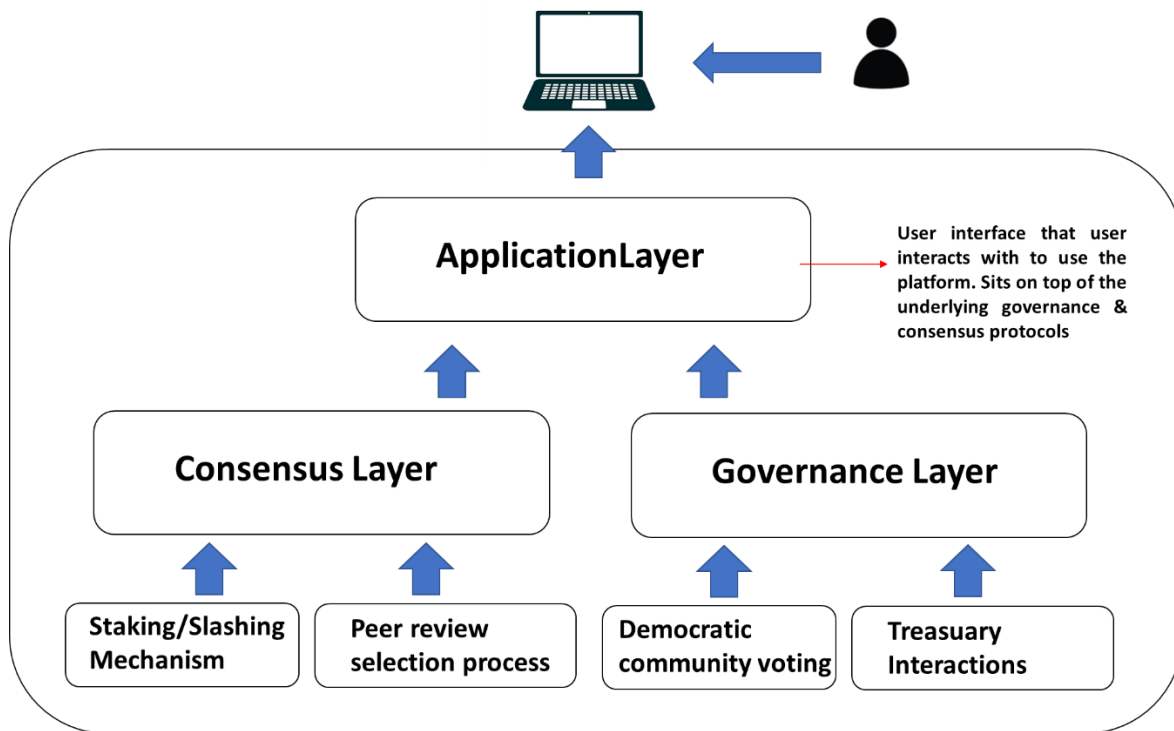 ApplicationLayer
User interface that user
interacts with to use the
platform. Sits on top of the
underlying governance &
consensus protocols
Consensus Layer
Governance Layer
Staking/Slashing
Mechanism
Peer review
selection process
Democratic
community voting
Treasuary
Interactions